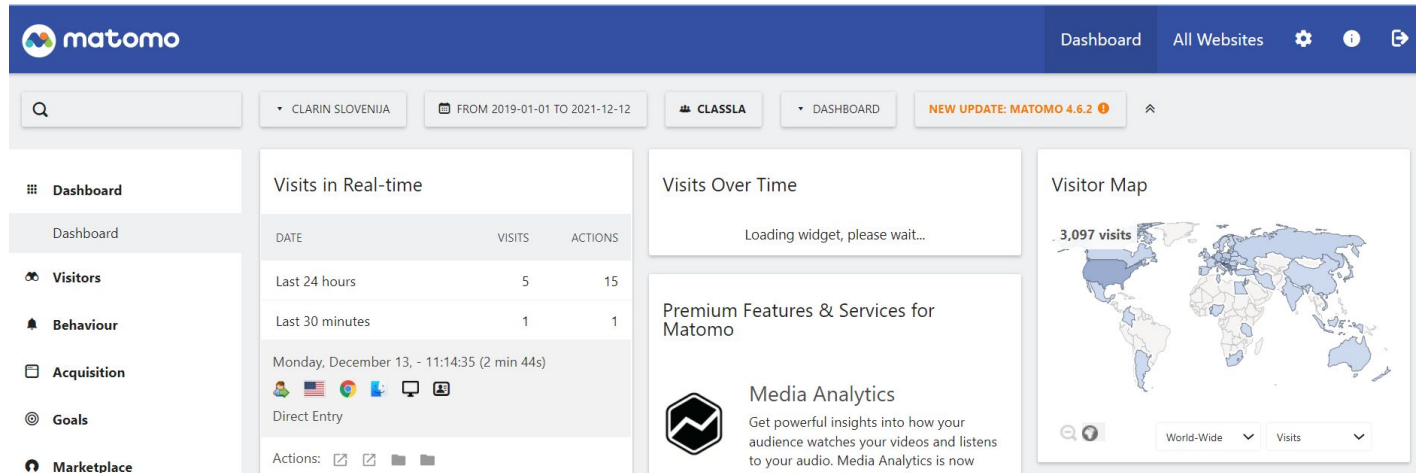 matomo
Dashboard
All Websites
CLARIN SLOVENIJA
FROM 2019-01-01 TO 2021-12-12
CLASSLA
DASHBOARD
NEW UPDATE: MATOMO 4.6.2
Dashboard
Dashboard
Visitors
Behaviour
Acquisition
Goals
Marketplace
Visits in Real-time
DATE VISITS ACTIONS
Last 24 hours 5 15
Last 30 minutes 1 1
Monday, December 13, - 11:14:35 (2 min 44s)
Direct Entry
Actions:
Visits Over Time
Loading widget, please wait...
Premium Features & Services for
Matomo
Media Analytics
Get powerful insights into how your
audience watches your videos and listens
to your audio. Media Analytics is now
Visitor Map
3,097 visits
World-Wide
Visits